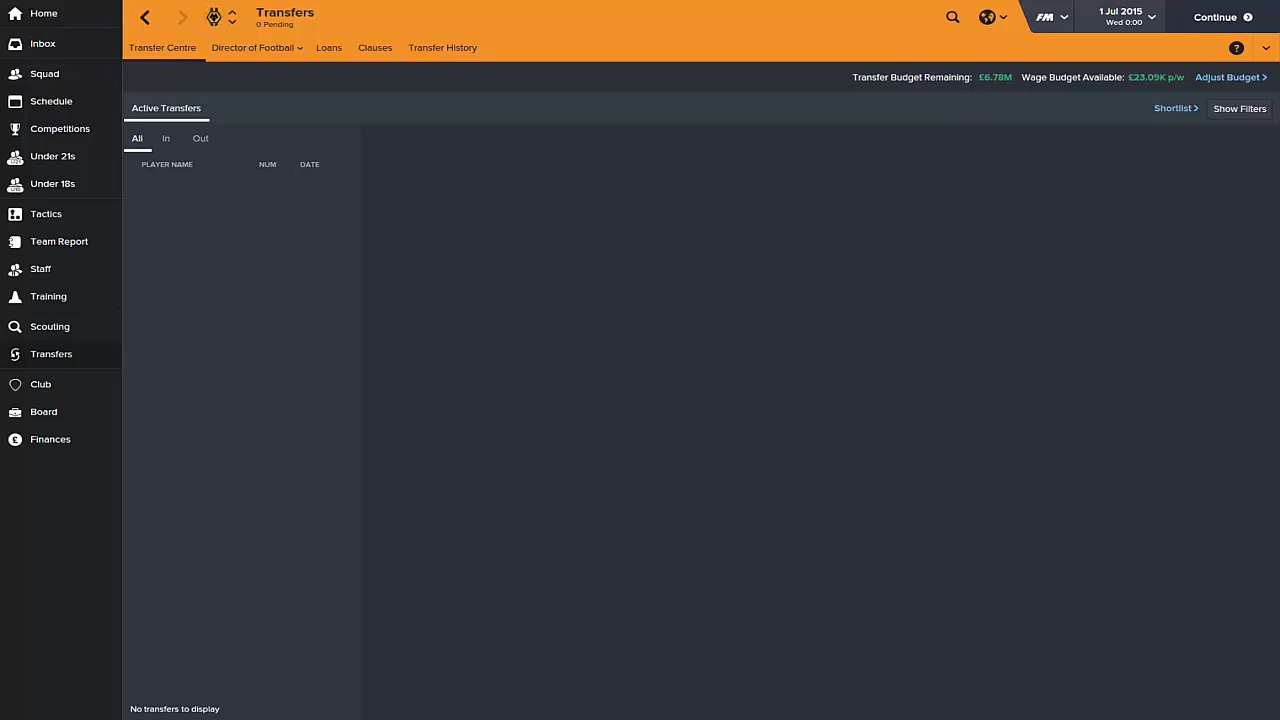 Home
Inbox
Squad
Schedule
Competitions
Under 21s
Under 18s
Tactics
Team Report
Staff
Training
Scouting
Transfers
Club
Board
Finances
Transfers
0 Pending
FM
1 Jul 2015
Wed 0:00
Continue
Transfer Centre Director of Football Loans Clauses Transfer History
Transfer Budget Remaining: £6.78M Wage Budget Available: £23.09K p/w Adjust Budget >
Active Transfers
Shortlist > Show Filters
All In Out
PLAYER NAME NUM DATE
No transfers to display